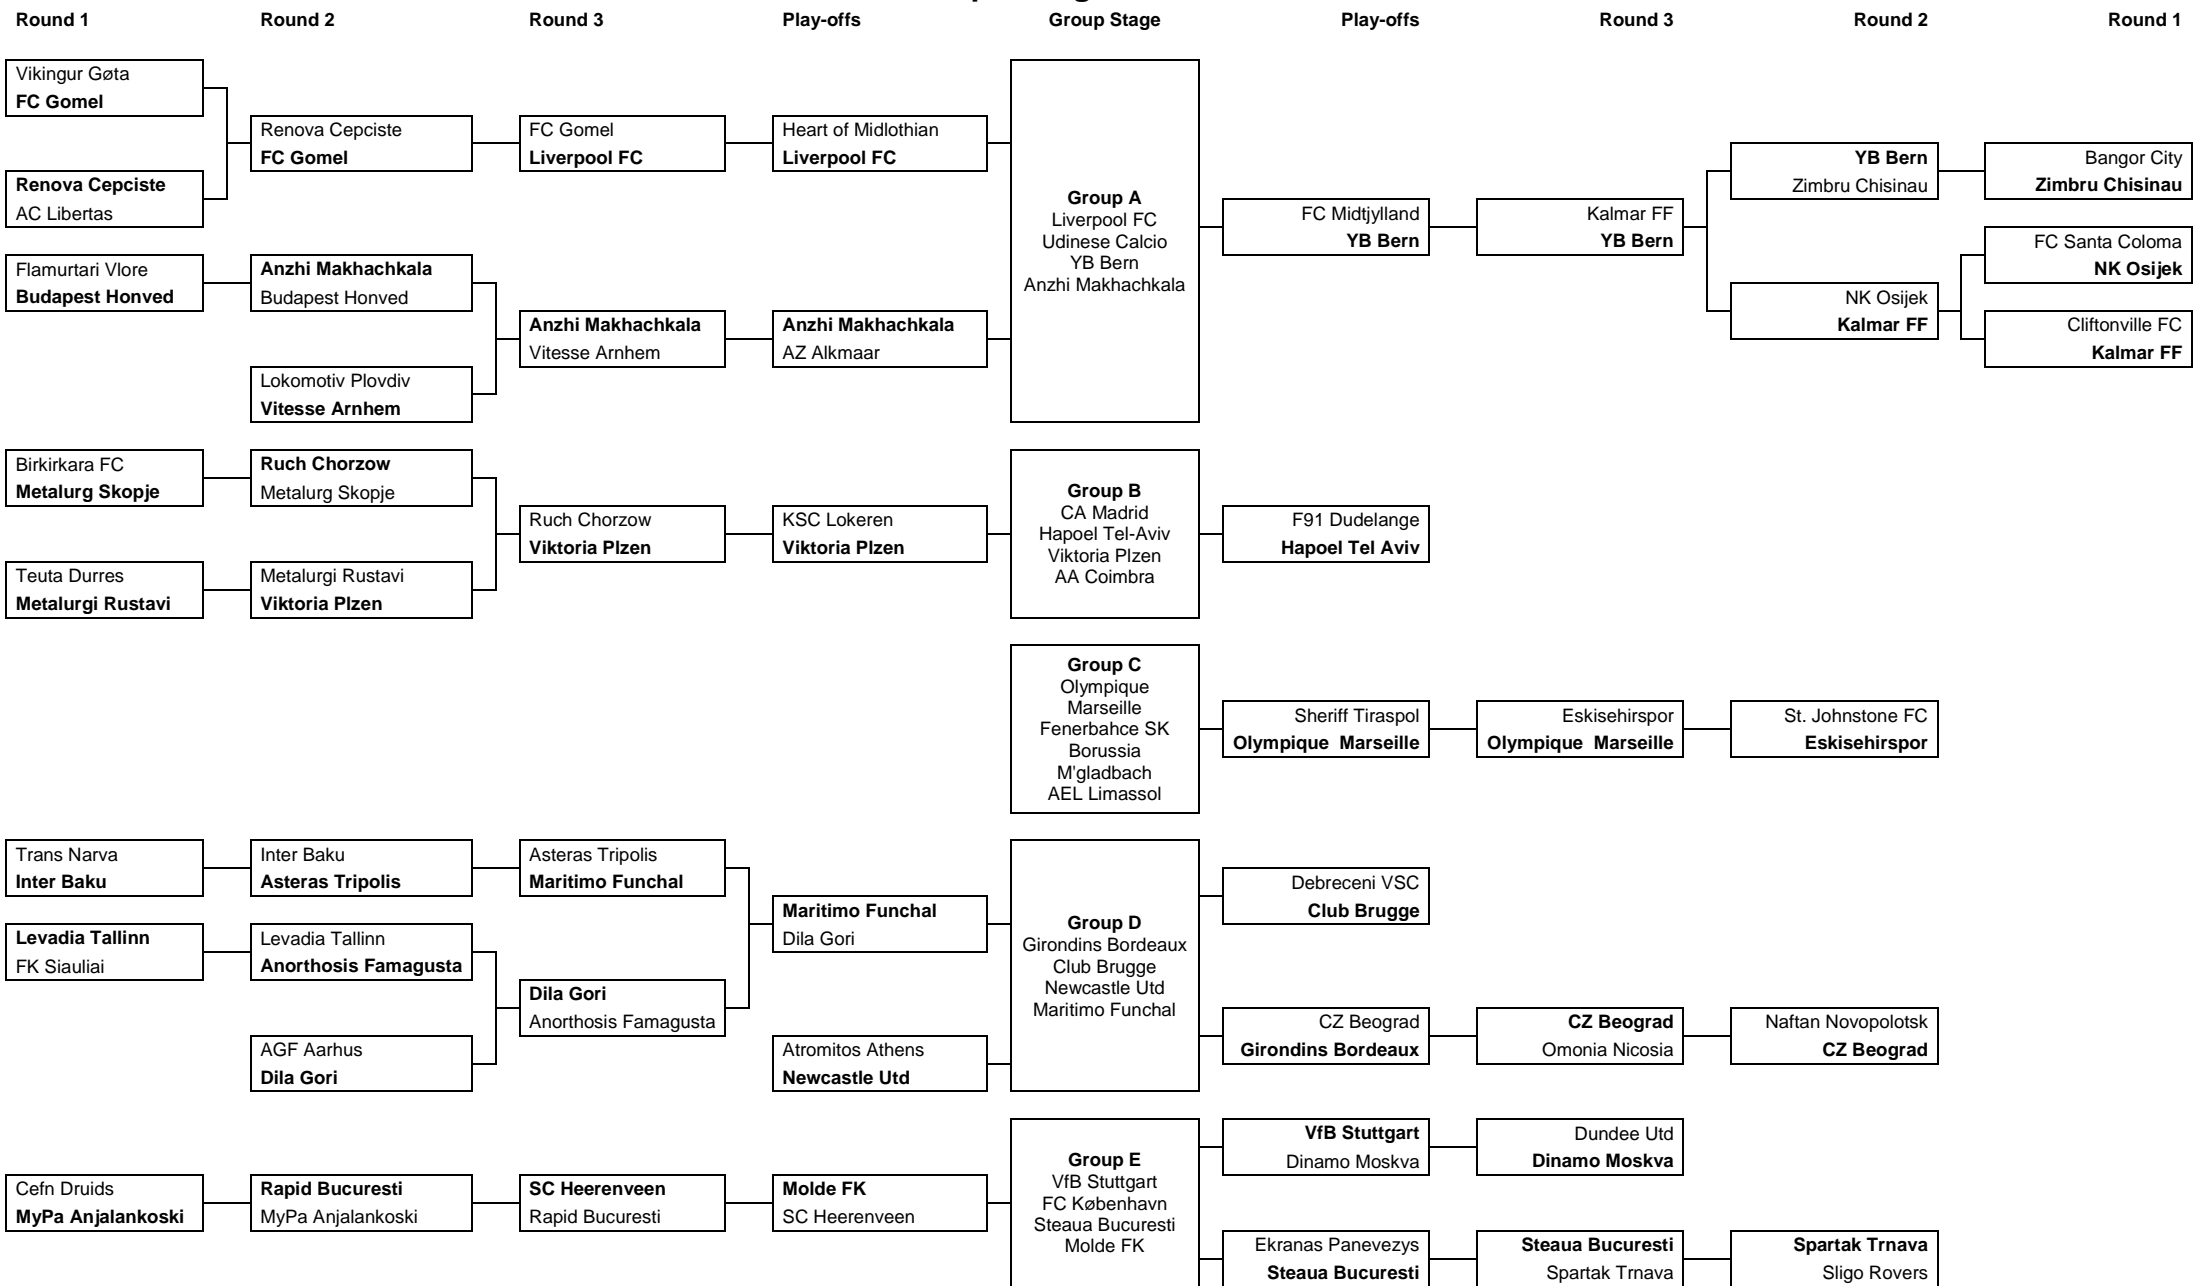 Round 1
Round 2
Round 3
Play-offs
Group Stage
Play-offs
Round 3
Round 2
Round 1
Vikingur Gøta
FC Gomel
Renova Cepciste
AC Libertas
Renova Cepciste
FC Gomel
FC Gomel
Liverpool FC
Heart of Midlothian
Liverpool FC
Flamurtari Vlore
Budapest Honved
Anzhi Makhachkala
Budapest Honved
Lokomotiv Plovdiv
Vitesse Arnhem
Anzhi Makhachkala
Vitesse Arnhem
Anzhi Makhachkala
AZ Alkmaar
Group A
Liverpool FC
Udinese Calcio
YB Bern
Anzhi Makhachkala
FC Midtjylland
YB Bern
Kalmar FF
YB Bern
YB Bern
Zimbru Chisinau
Bangor City
Zimbru Chisinau
NK Osijek
Kalmar FF
FC Santa Coloma
NK Osijek
Cliftonville FC
Kalmar FF
Birkirkara FC
Metalurg Skopje
Ruch Chorzow
Metalurg Skopje
Teuta Durres
Metalurgi Rustavi
Metalurgi Rustavi
Viktoria Plzen
Ruch Chorzow
Viktoria Plzen
KSC Lokeren
Viktoria Plzen
Group B
CA Madrid
Hapoel Tel-Aviv
Viktoria Plzen
AA Coimbra
F91 Dudelange
Hapoel Tel Aviv
Group C
Olympique
Marseille
Fenerbahce SK
Borussia
M'gladbach
AEL Limassol
Sheriff Tiraspol
Olympique Marseille
Eskisehirspor
Olympique Marseille
St. Johnstone FC
Eskisehirspor
Trans Narva
Inter Baku
Inter Baku
Asteras Tripolis
Asteras Tripolis
Maritimo Funchal
Levadia Tallinn
FK Siauliai
Levadia Tallinn
Anorthosis Famagusta
AGF Aarhus
Dila Gori
Dila Gori
Anorthosis Famagusta
Maritimo Funchal
Dila Gori
Atromitos Athens
Newcastle Utd
Group D
Girondins Bordeaux
Club Brugge
Newcastle Utd
Maritimo Funchal
Debreceni VSC
Club Brugge
CZ Beograd
Girondins Bordeaux
CZ Beograd
Omonia Nicosia
Naftan Novopolotsk
CZ Beograd
Cefn Druids
MyPa Anjalankoski
Rapid Bucuresti
MyPa Anjalankoski
SC Heerenveen
Rapid Bucuresti
Molde FK
SC Heerenveen
Group E
VfB Stuttgart
FC København
Steaua Bucuresti
Molde FK
VfB Stuttgart
Dinamo Moskva
Dundee Utd
Dinamo Moskva
Ekranas Panevezys
Steaua Bucuresti
Steaua Bucuresti
Spartak Trnava
Spartak Trnava
Sligo Rovers